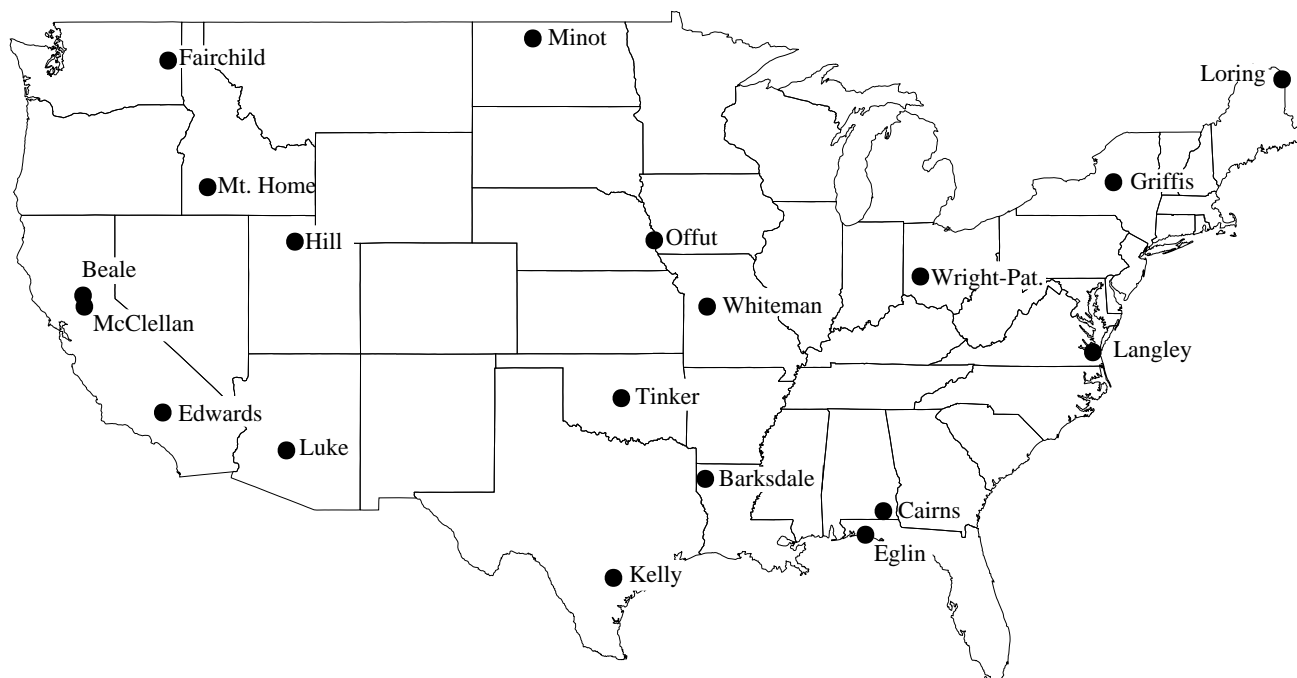 Minot
Fairchild
Loring
Mt. Home
Griffis
Hill
Offut
Beale
Wright-Pat.
McClellan
Whiteman
Langley
Edwards
Tinker
Luke
Barksdale
Cairns
Eglin
Kelly